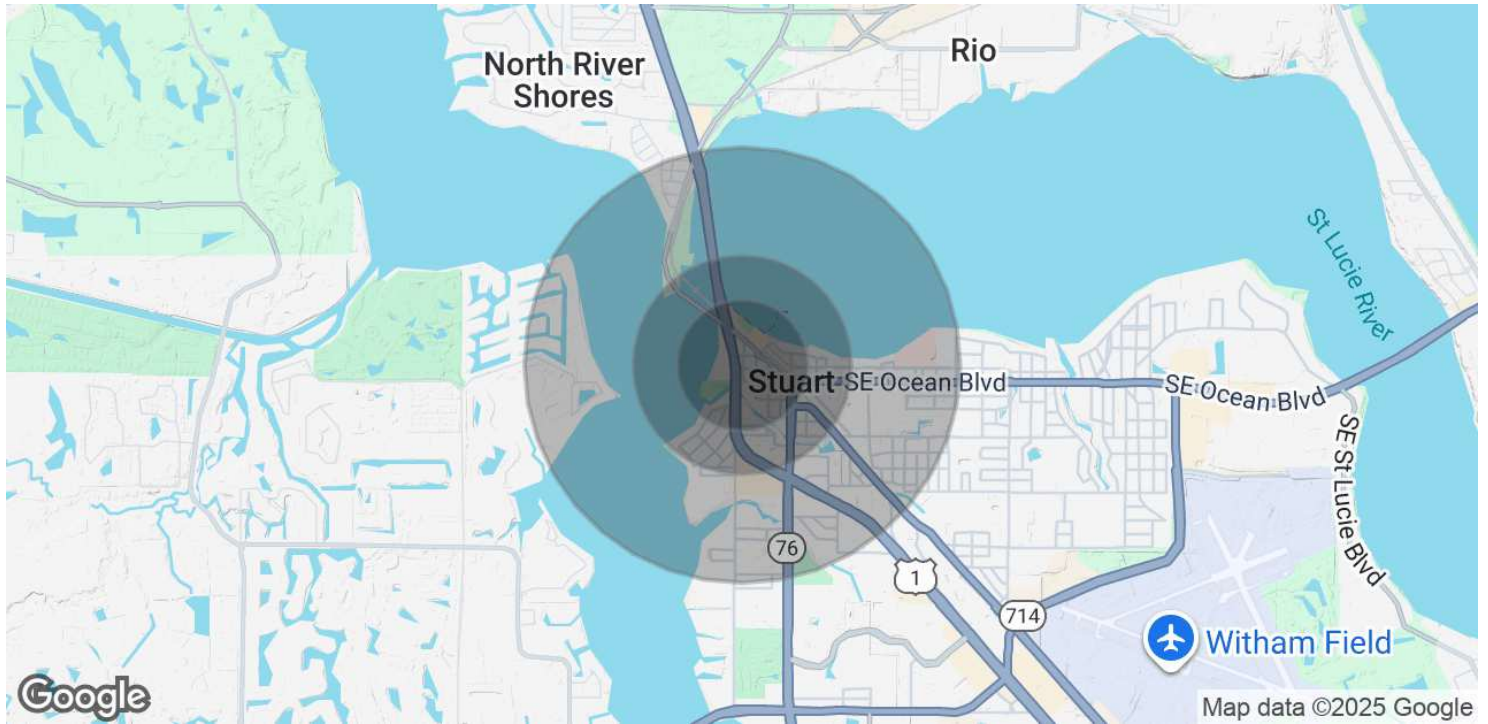 North River
Shores
Rio
St Lucie River
Stuart
SE Ocean Blvd
SE Ocean Blvd
SE St Lucie Blvd
76
1
714
Witham Field
Google
Map data ©2025 Google